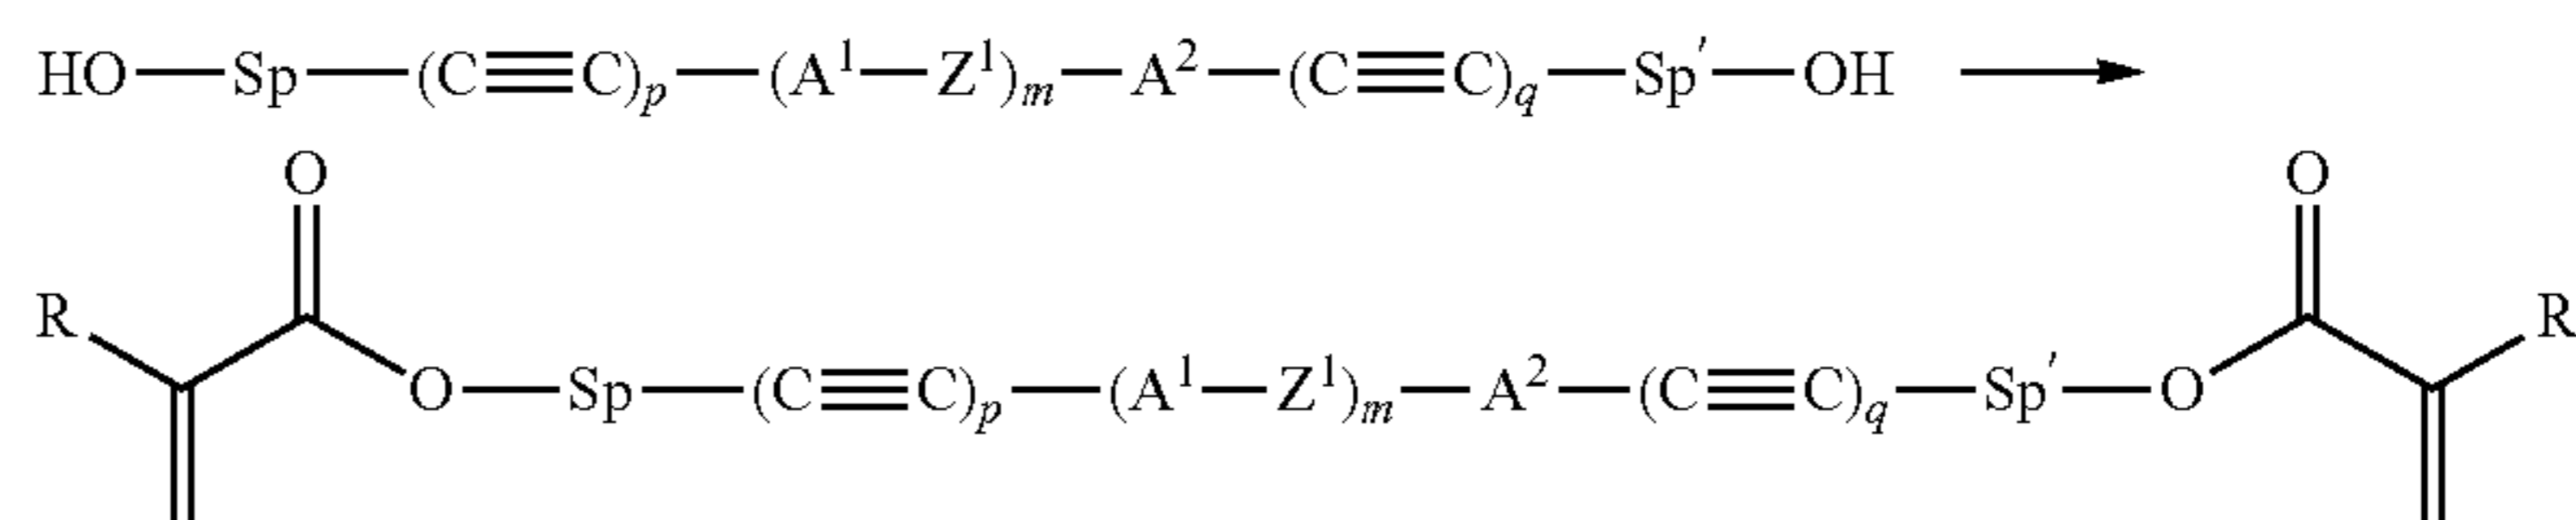 HO—Sp—(C≡C)p—(A¹—Z¹)m—A²—(C≡C)q—Sp′—OH ⟶
O O
R R
O—Sp—(C≡C)p—(A¹—Z¹)m—A²—(C≡C)q—Sp′—O